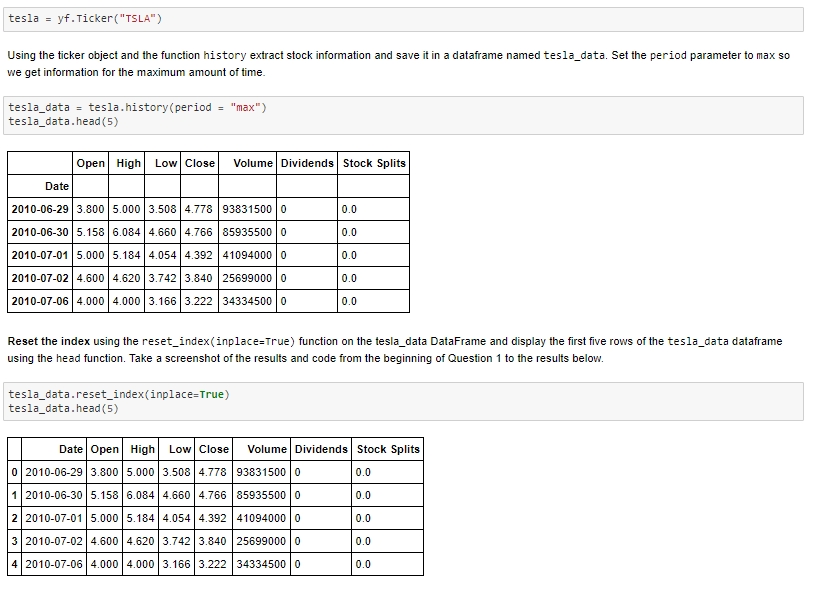 tesla = yf.Ticker("TSLA")
Using the ticker object and the function history extract stock information and save it in a dataframe named tesla_data. Set the period parameter to max so
we get information for the maximum amount of time.
tesla_data = tesla.history(period = "max")
tesla_data.head(5)
Open High Low Close Volume Dividends Stock Splits
Date
2010-06-29 3.800 5.000 3.508 4.778 93831500 0 0.0
2010-06-30 5.158 6.084 4.660 4.766 85935500 0 0.0
2010-07-01 5.000 5.184 4.054 4.392 41094000 0 0.0
2010-07-02 4.600 4.620 3.742 3.840 25699000 0 0.0
2010-07-06 4.000 4.000 3.166 3.222 34334500 0 0.0
Reset the index using the reset_index(inplace=True) function on the tesla_data DataFrame and display the first five rows of the tesla_data dataframe
using the head function. Take a screenshot of the results and code from the beginning of Question 1 to the results below.
tesla_data.reset_index(inplace=True)
tesla_data.head(5)
Date Open High Low Close Volume Dividends Stock Splits
0 2010-06-29 3.800 5.000 3.508 4.778 93831500 0 0.0
1 2010-06-30 5.158 6.084 4.660 4.766 85935500 0 0.0
2 2010-07-01 5.000 5.184 4.054 4.392 41094000 0 0.0
3 2010-07-02 4.600 4.620 3.742 3.840 25699000 0 0.0
4 2010-07-06 4.000 4.000 3.166 3.222 34334500 0 0.0